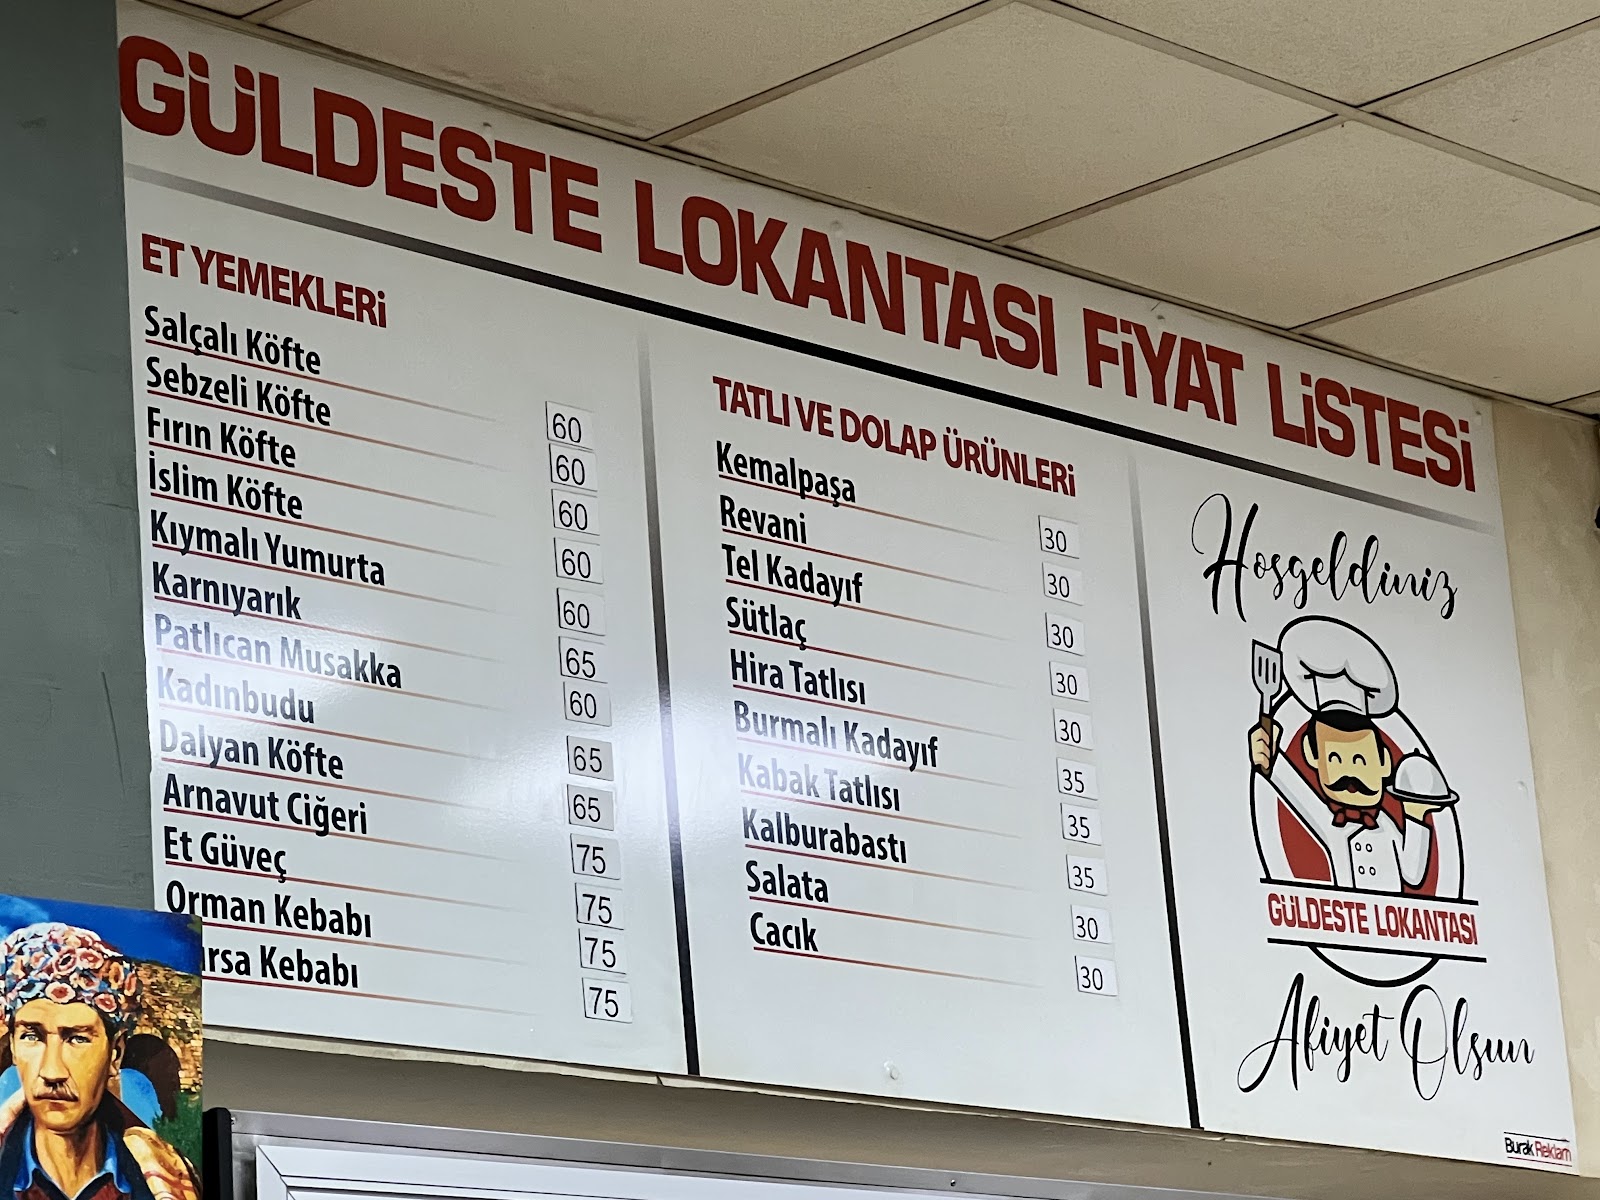 GÜLDESTE LOKANTASI FİYAT LİSTESİ
ET YEMEKLERİ
Salçalı Köfte 60
Sebzeli Köfte 60
Fırın Köfte 60
İslim Köfte 60
Kıymalı Yumurta 60
Karnıyarık 65
Patlıcan Musakka 60
Kadınbudu 65
Dalyan Köfte 65
Arnavut Ciğeri 75
Et Güveç 75
Orman Kebabı 75
Kebabı 75
TATLI VE DOLAP ÜRÜNLERİ
Kemalpaşa 30
Revani 30
Tel Kadayıf 30
Sütlaç 30
Hira Tatlısı 30
Burmalı Kadayıf 35
Kabak Tatlısı 35
Kalburabastı 35
Salata 30
Cacık 30
Hoşgeldiniz
GÜLDESTE LOKANTASI
Afiyet Olsun
Burak Reklam